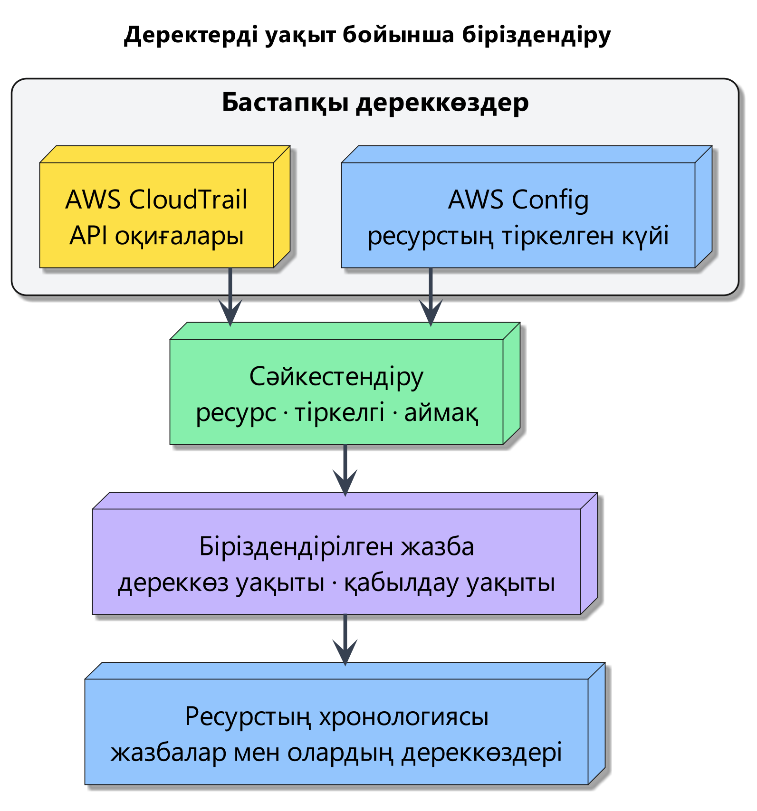 Деректерді уақыт бойынша біріздендіру
Бастапқы дереккөздер
AWS CloudTrail
API оқиғалары
AWS Config
ресурстың тіркелген күйі
Сәйкестендіру
ресурс · тіркелгі · аймақ
Біріздендірілген жазба
дереккөз уақыты · қабылдау уақыты
Ресурстың хронологиясы
жазбалар мен олардың дереккөздері